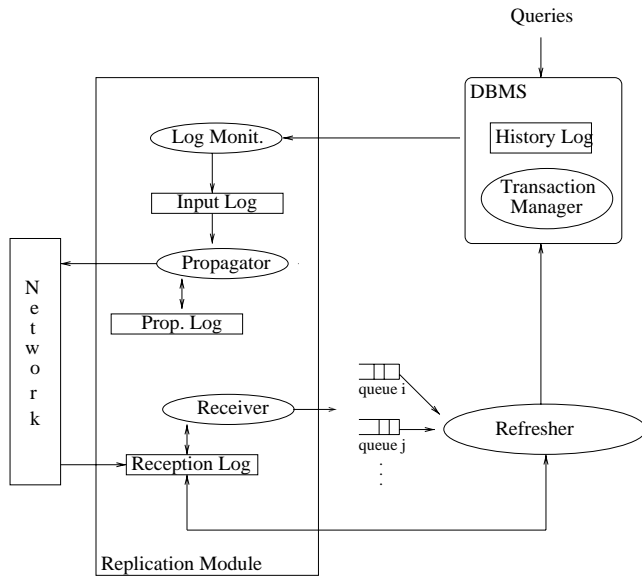 Queries
DBMS
History Log
Log Monit.
Transaction
Manager
Input Log
Propagator
Network
Prop. Log
queue i
Receiver
queue j
Refresher
Reception Log
Replication Module